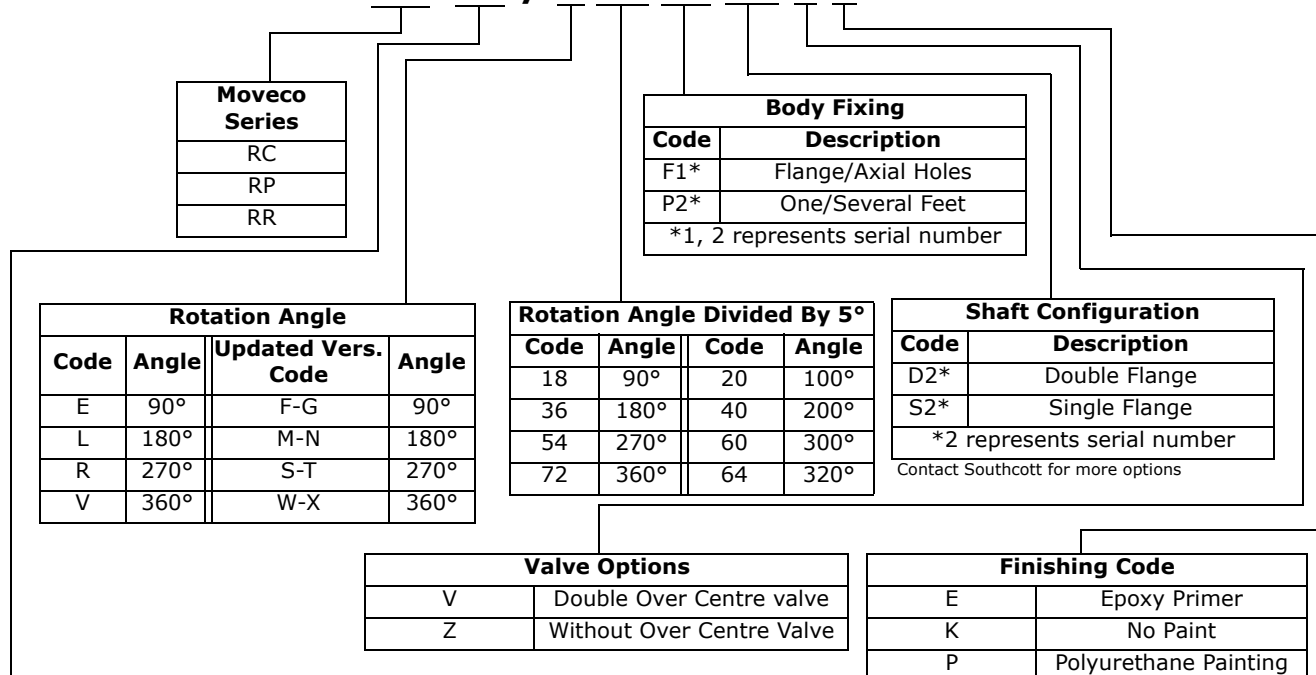 Moveco
Series
RC
RP
RR
Body Fixing
Code Description
F1* Flange/Axial Holes
P2* One/Several Feet
*1, 2 represents serial number
Rotation Angle
Code Angle Updated Vers. Code Angle
E 90° F-G 90°
L 180° M-N 180°
R 270° S-T 270°
V 360° W-X 360°
Rotation Angle Divided By 5°
Code Angle Code Angle
18 90° 20 100°
36 180° 40 200°
54 270° 60 300°
72 360° 64 320°
Shaft Configuration
Code Description
D2* Double Flange
S2* Single Flange
*2 represents serial number
Contact Southcott for more options
Valve Options
V Double Over Centre valve
Z Without Over Centre Valve
Finishing Code
E Epoxy Primer
K No Paint
P Polyurethane Painting